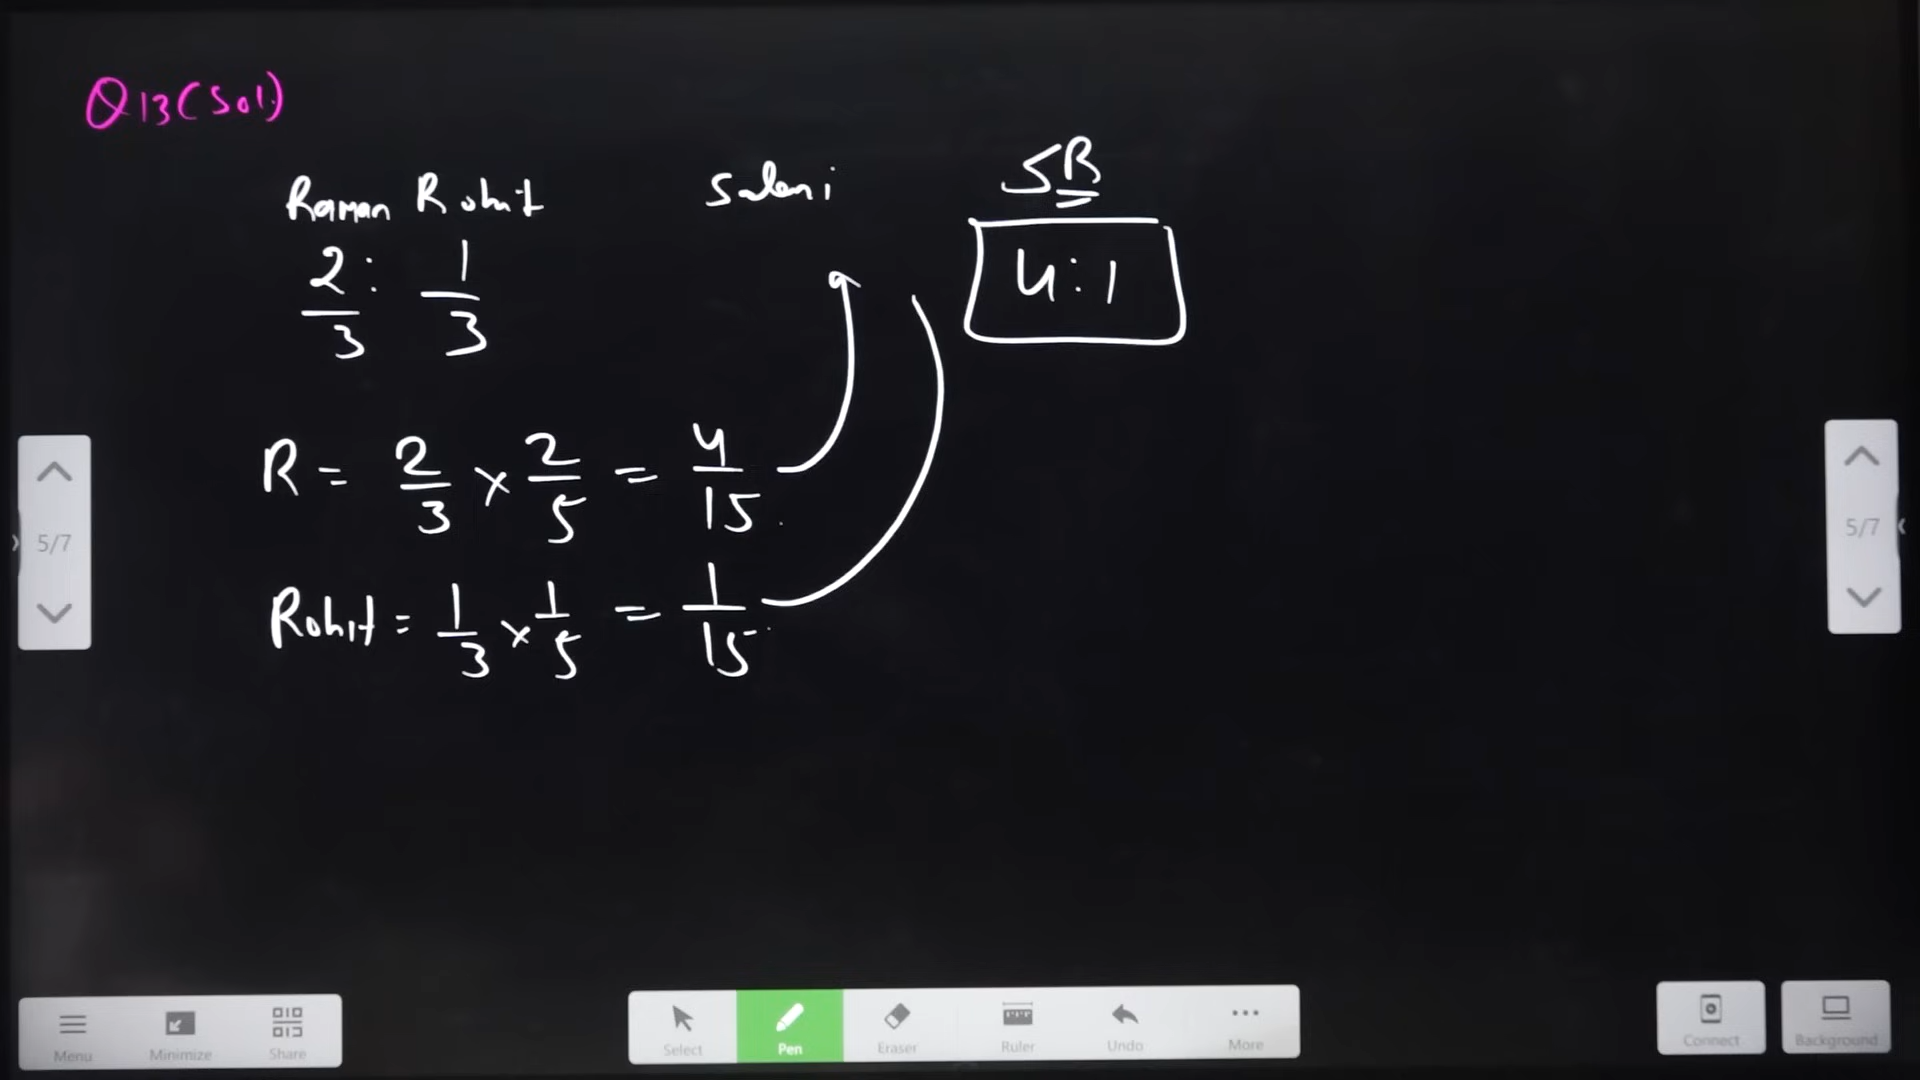 Q13(Sol)
Raman Rohit Saloni SR
2/3 : 1/3 4:1
R = 2/3 × 2/5 = 4/15
Rohit = 1/3 × 1/5 = 1/15
5/7
5/7
Menu Minimize Share Select Pen Eraser Ruler Undo More Connect Background